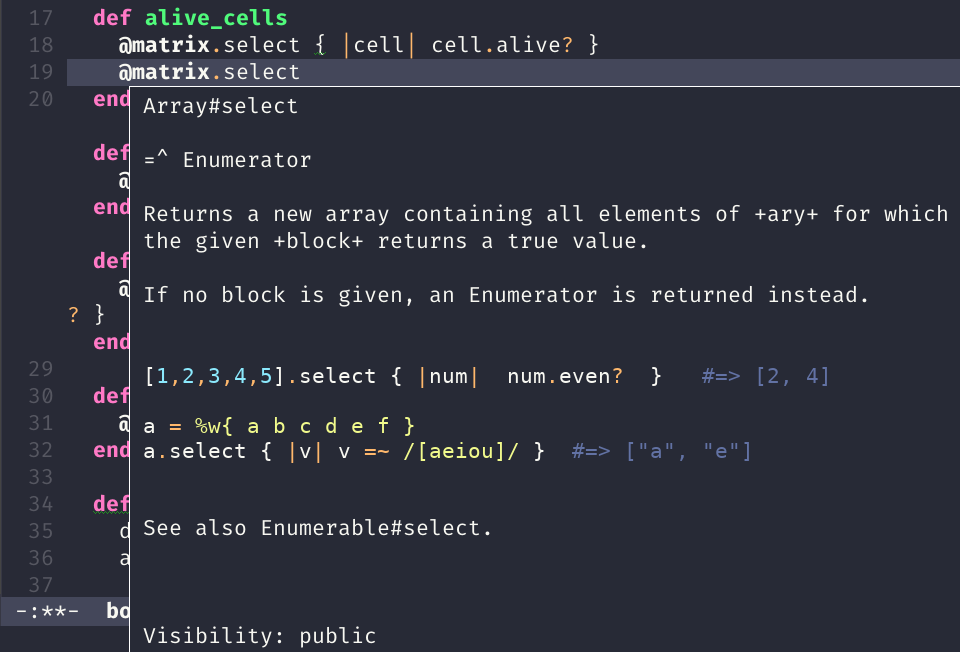 17 def alive_cells
18 @matrix.select { |cell| cell.alive? }
19 @matrix.select
20 end
Array#select
=^ Enumerator
def
@
end
Returns a new array containing all elements of +ary+ for which
the given +block+ returns a true value.
def
@
If no block is given, an Enumerator is returned instead.
? }
end
29
[1,2,3,4,5].select { |num| num.even? } #=> [2, 4]
30 def
31 @
a = %w{ a b c d e f }
32 end
a.select { |v| v =~ /[aeiou]/ } #=> ["a", "e"]
33
34 def
35 d
See also Enumerable#select.
36 a
37
-:**- bo
Visibility: public